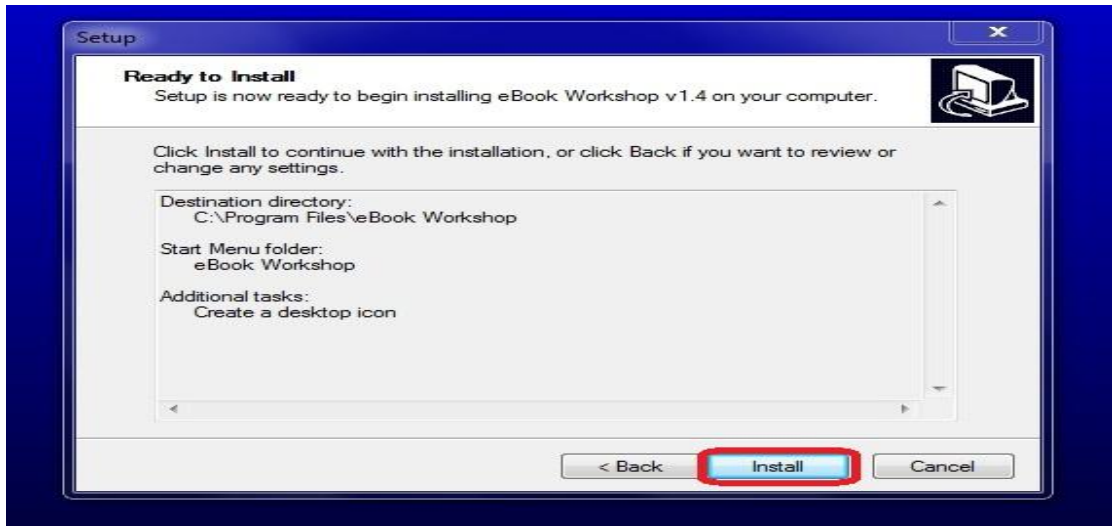 Setup
Ready to Install
Setup is now ready to begin installing eBook Workshop v1.4 on your computer.
Click Install to continue with the installation, or click Back if you want to review or
change any settings.
Destination directory:
C:\Program Files\eBook Workshop
Start Menu folder:
eBook Workshop
Additional tasks:
Create a desktop icon
< Back
Install
Cancel